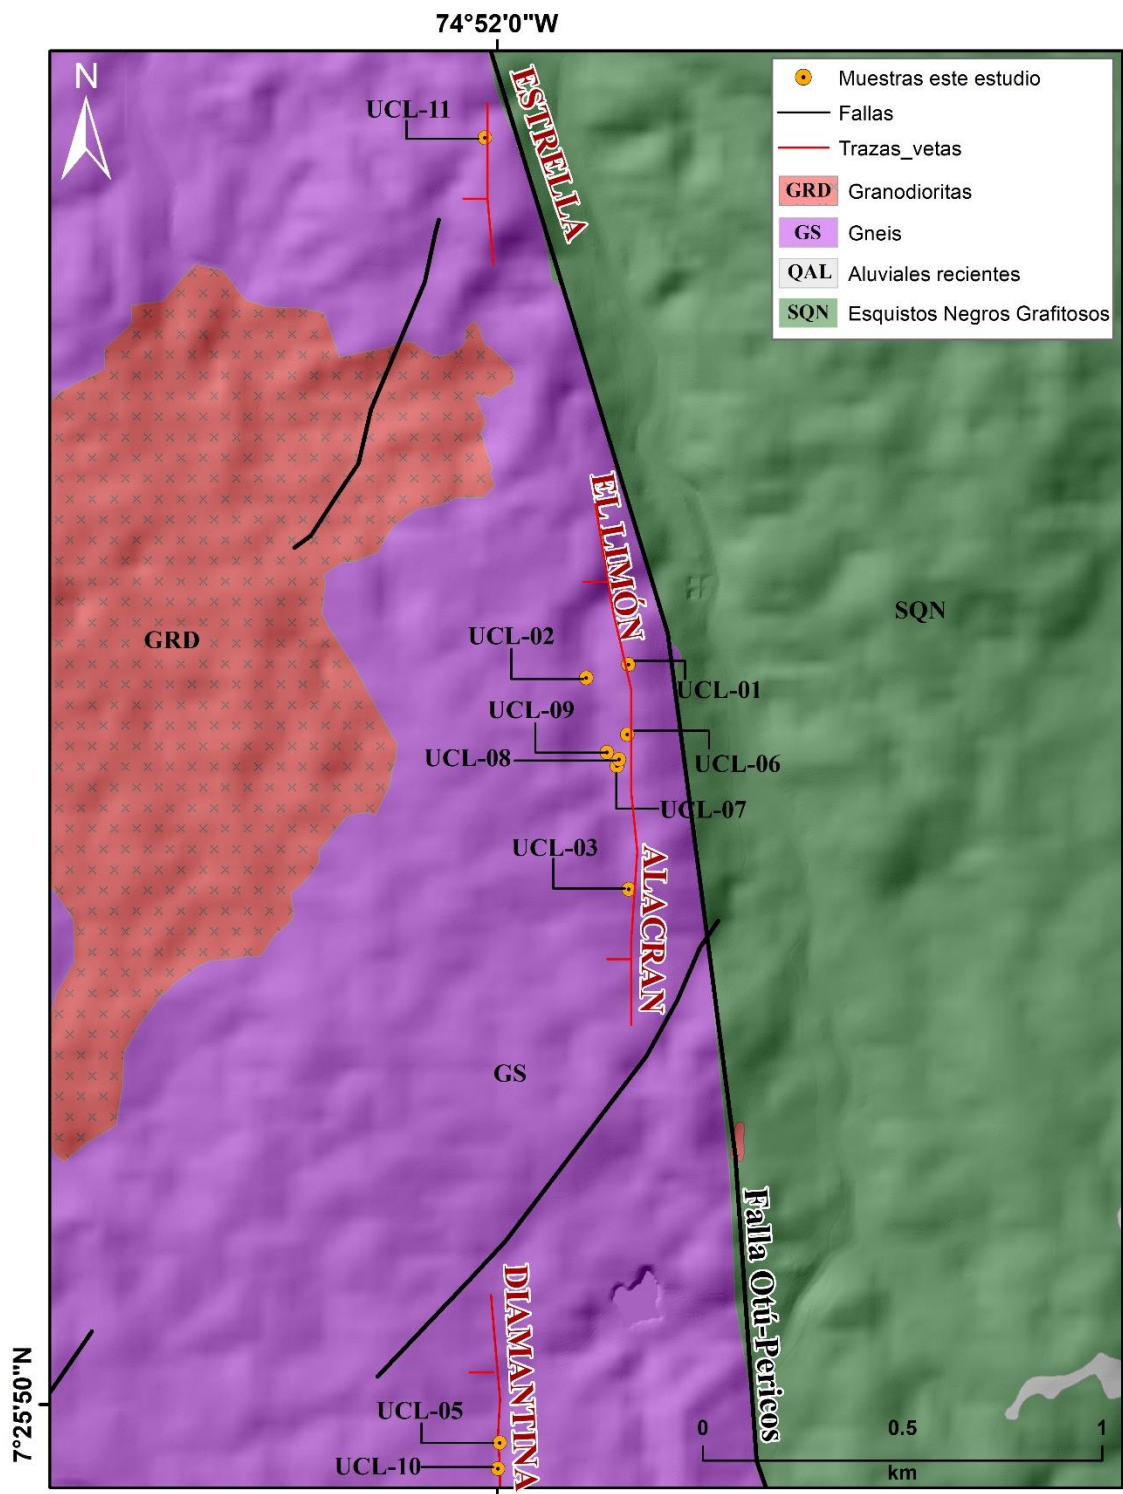 74°52'0"W
N
UCL-11
ESTRELLA
Muestras este estudio
Fallas
Trazas_vetas
GRD Granodioritas
GS Gneis
QAL Aluviales recientes
SQN Esquistos Negros Grafitosos
EL LIMÓN
SQN
GRD
UCL-02
UCL-01
UCL-09
UCL-08
UCL-06
UCL-07
UCL-03
ALACRAN
GS
Falla Otú-Pericos
DIAMANTINA
7°25'50"N
UCL-05
UCL-10
0 0.5 1
km